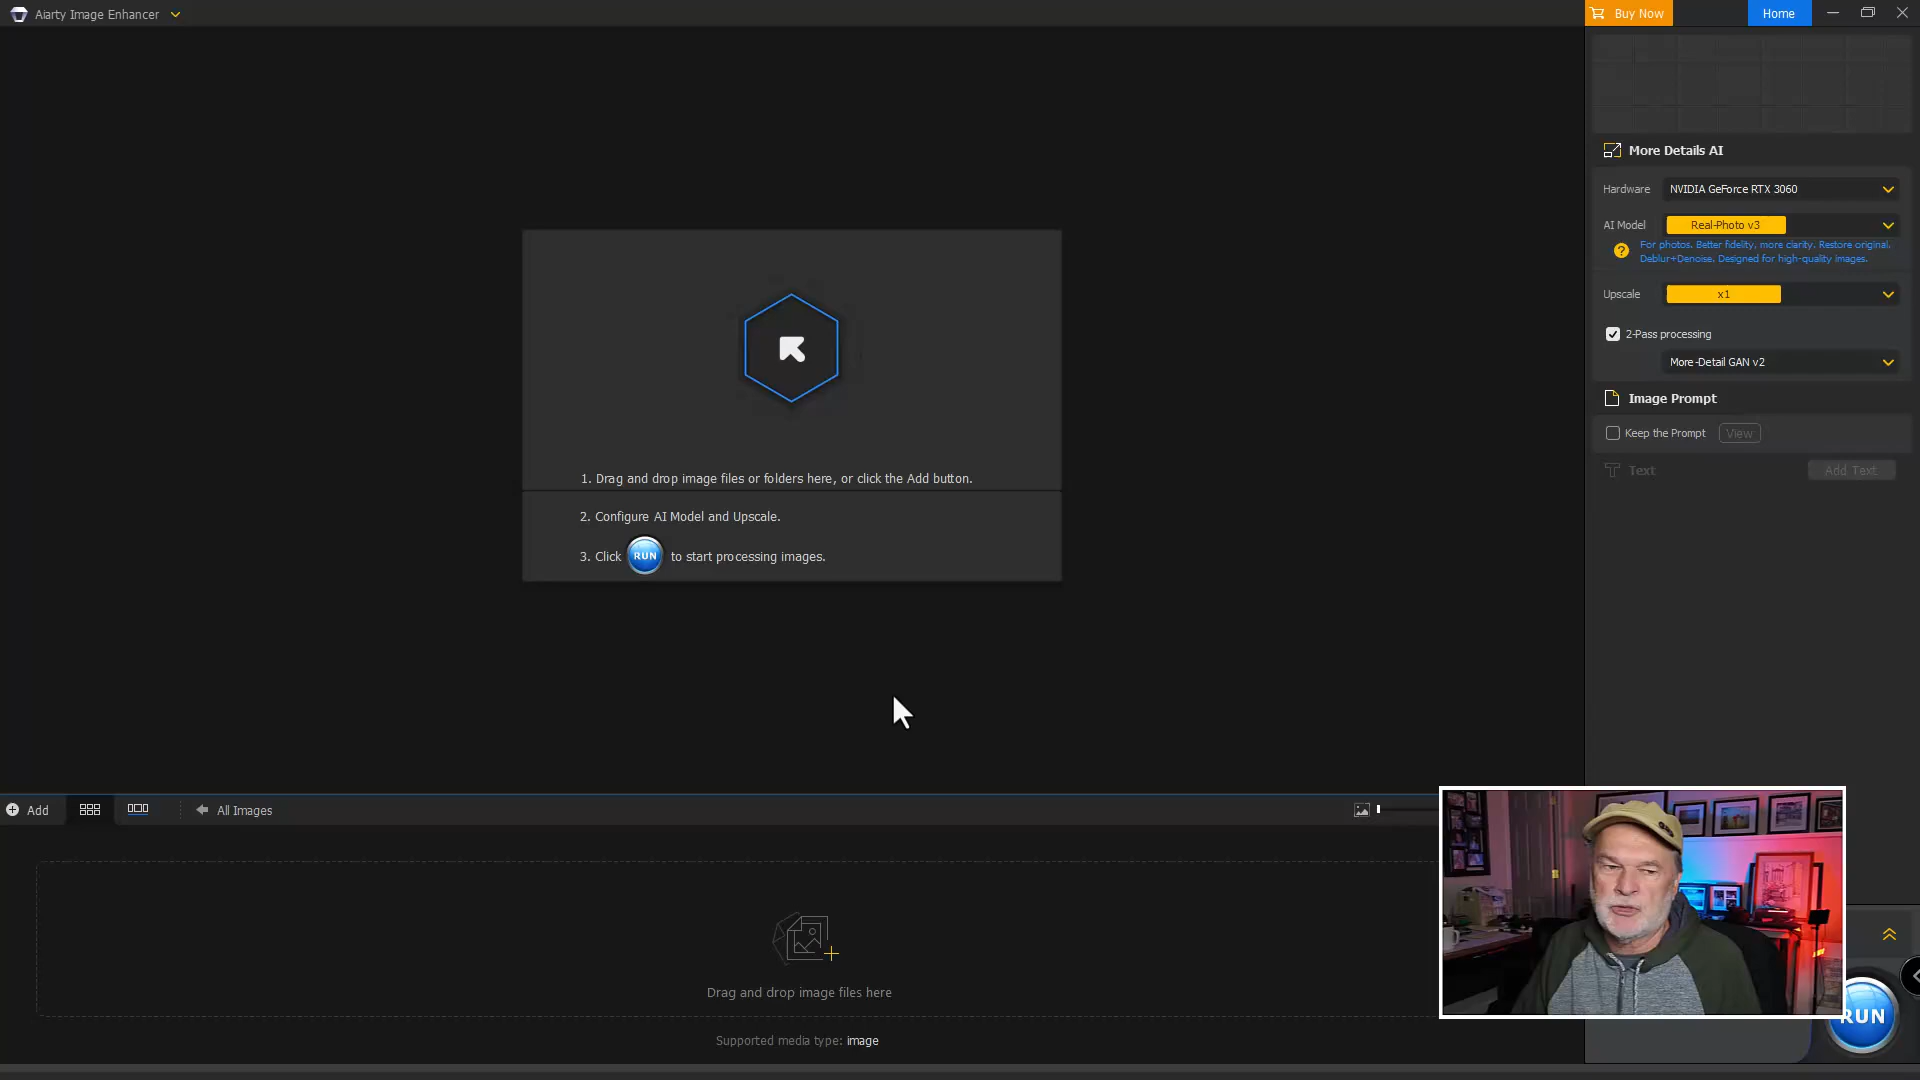 Aiarty Image Enhancer
Buy Now
Home
More Details AI
Hardware
NVIDIA GeForce RTX 3060
AI Model
Real-Photo v3
For photos. Better fidelity, more clarity. Restore original.
Deblur+Denoise. Designed for high-quality images.
Upscale
x1
2-Pass processing
More-Detail GAN v2
Image Prompt
Keep the Prompt
View
Text
Add Text
1. Drag and drop image files or folders here, or click the Add button.
2. Configure AI Model and Upscale.
3. Click RUN to start processing images.
Add
All Images
Drag and drop image files here
Supported media type: image
RUN